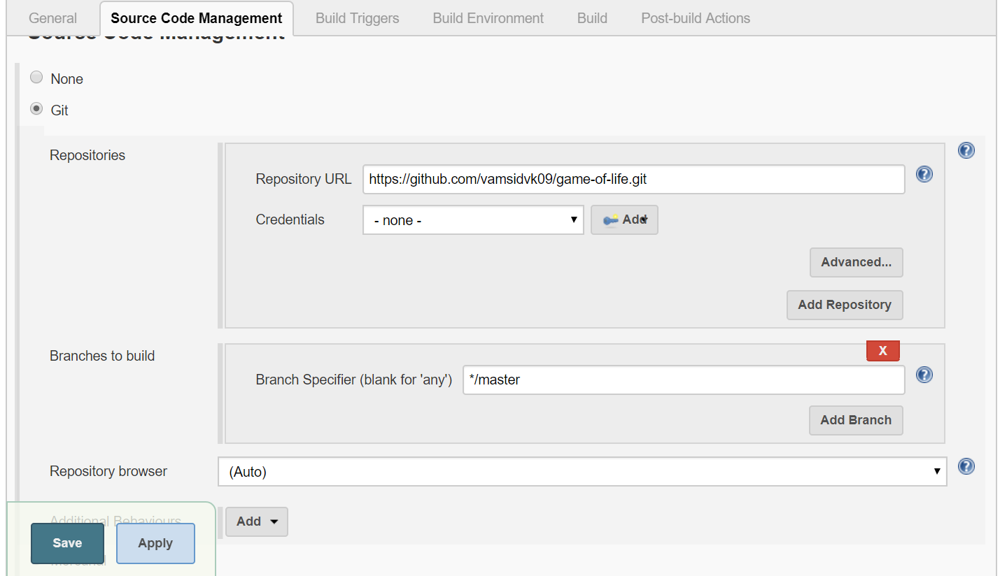 General Source Code Management Build Triggers Build Environment Build Post-build Actions
Source Code Management
None
Git
Repositories
Repository URL https://github.com/vamsidvk09/game-of-life.git
Credentials - none - Add
Advanced...
Add Repository
Branches to build
X
Branch Specifier (blank for 'any') */master
Add Branch
Repository browser (Auto)
Additional Behaviours Add
Save Apply
Mercurial